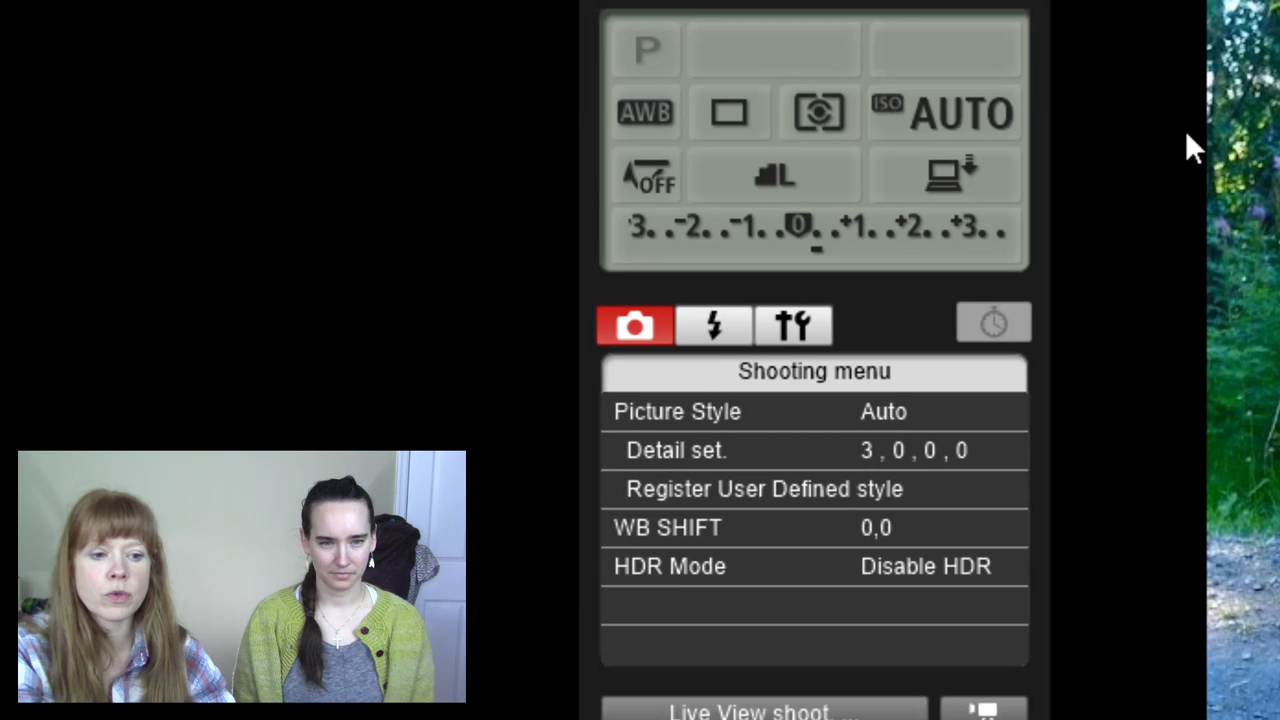 P
AWB
ISO AUTO
OFF
L
-3. .-2. .-1. .0. .+1. .+2. .+3. .
Shooting menu
Picture Style Auto
Detail set. 3 , 0 , 0 , 0
Register User Defined style
WB SHIFT 0,0
HDR Mode Disable HDR
Live View shoot. ...